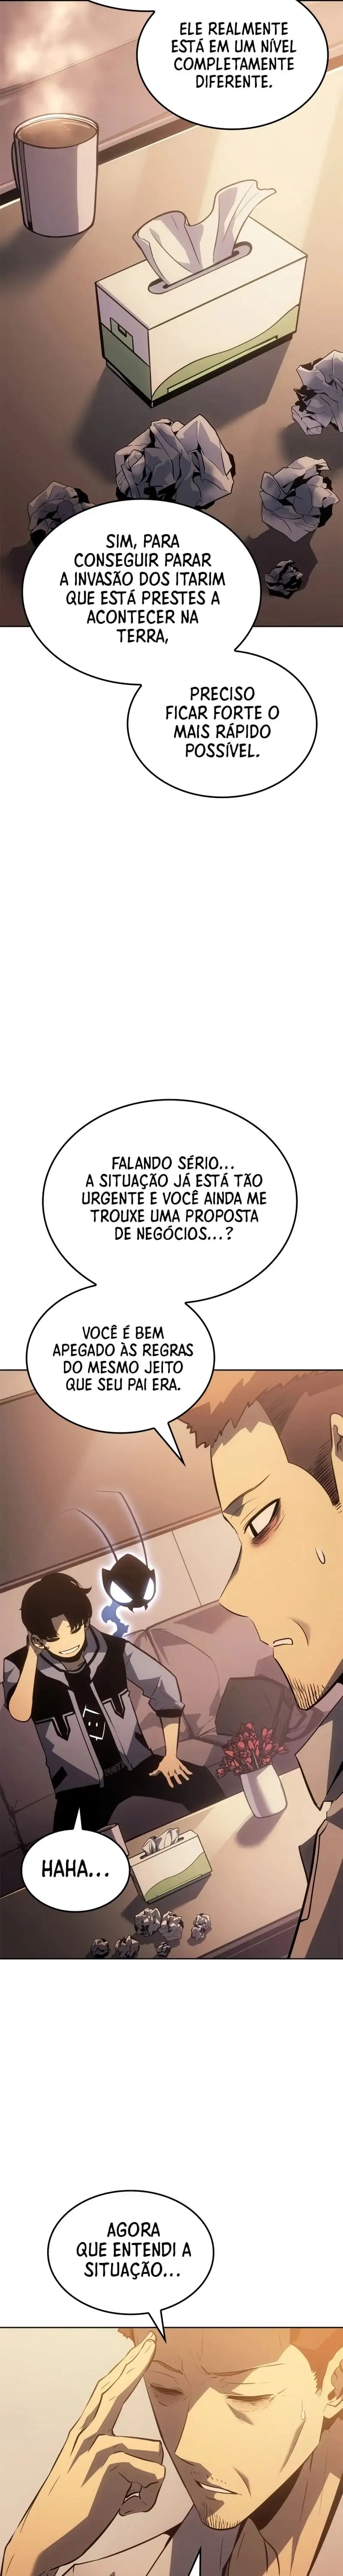 ELE REALMENTE
ESTÁ EM UM NÍVEL
COMPLETAMENTE
DIFERENTE.
SIM, PARA
CONSEGUIR PARAR
A INVASÃO DOS ITARIM
QUE ESTÁ PRESTES A
ACONTECER NA
TERRA,
PRECISO
FICAR FORTE O
MAIS RÁPIDO
POSSÍVEL.
FALANDO SÉRIO...
A SITUAÇÃO JÁ ESTÁ TÃO
URGENTE E VOCÊ AINDA ME
TROUXE UMA PROPOSTA
DE NEGÓCIOS...?
VOCÊ É BEM
APEGADO ÀS REGRAS
DO MESMO JEITO
QUE SEU PAI ERA.
HAHA...
AGORA
QUE ENTENDI A
SITUAÇÃO...